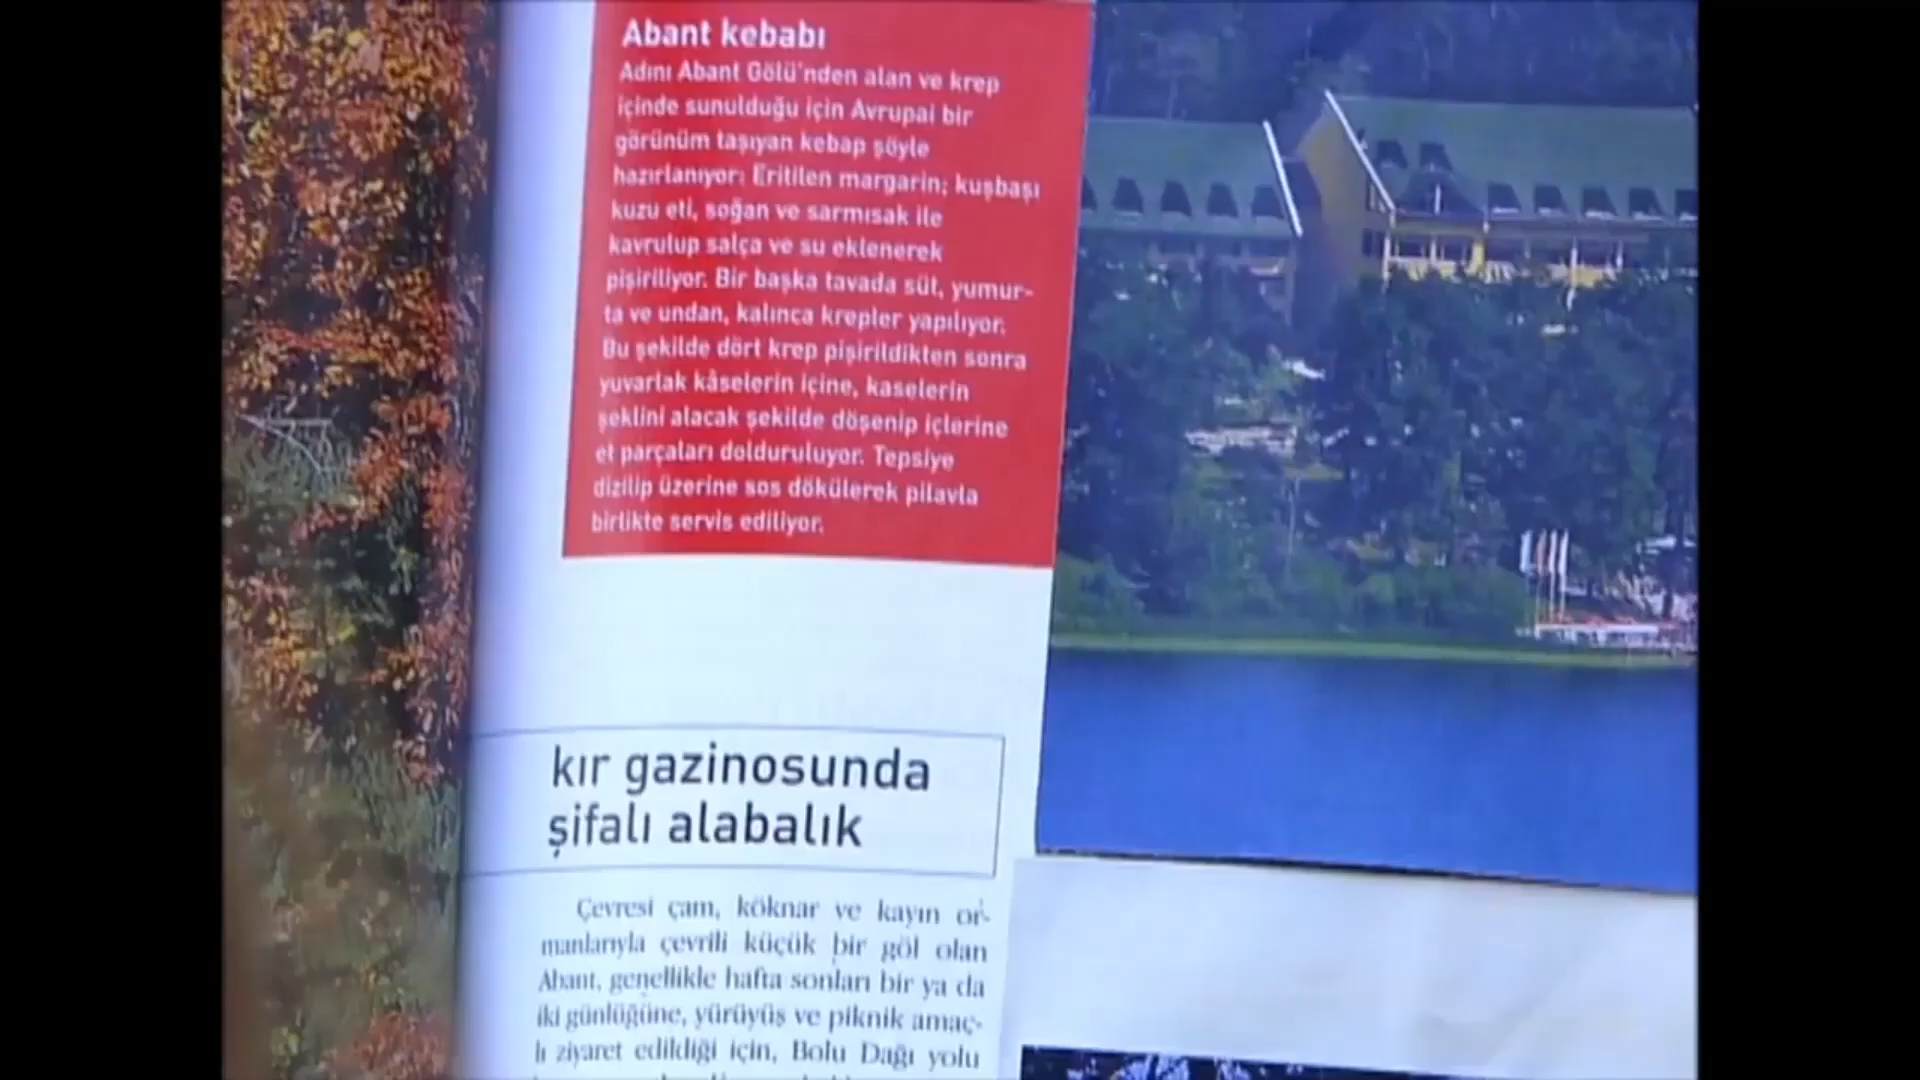 Abant kebabı
Adını Abant Gölü'nden alan ve krep
içinde sunulduğu için Avrupai bir
görünüm taşıyan kebap şöyle
hazırlanıyor: Eritilen margarin; kuşbaşı
kuzu eti, soğan ve sarmısak ile
kavrulup salça ve su eklenerek
pişiriliyor. Bir başka tavada süt, yumur-
ta ve undan, kalınca krepler yapılıyor.
Bu şekilde dört krep pişirildikten sonra
yuvarlak kâselerin içine, kaselerin
şeklini alacak şekilde döşenip içlerine
et parçaları dolduruluyor. Tepsiye
dizilip üzerine sos dökülerek pilavla
birlikte servis ediliyor.
kır gazinosunda
şifalı alabalık
Çevresi çam, köknar ve kayın or-
manlarıyla çevrili küçük bir göl olan
Abant, genellikle hafta sonları bir ya da
iki günlüğüne, yürüyüş ve piknik amaç-
lı ziyaret edildiği için, Bolu Dağı yolu